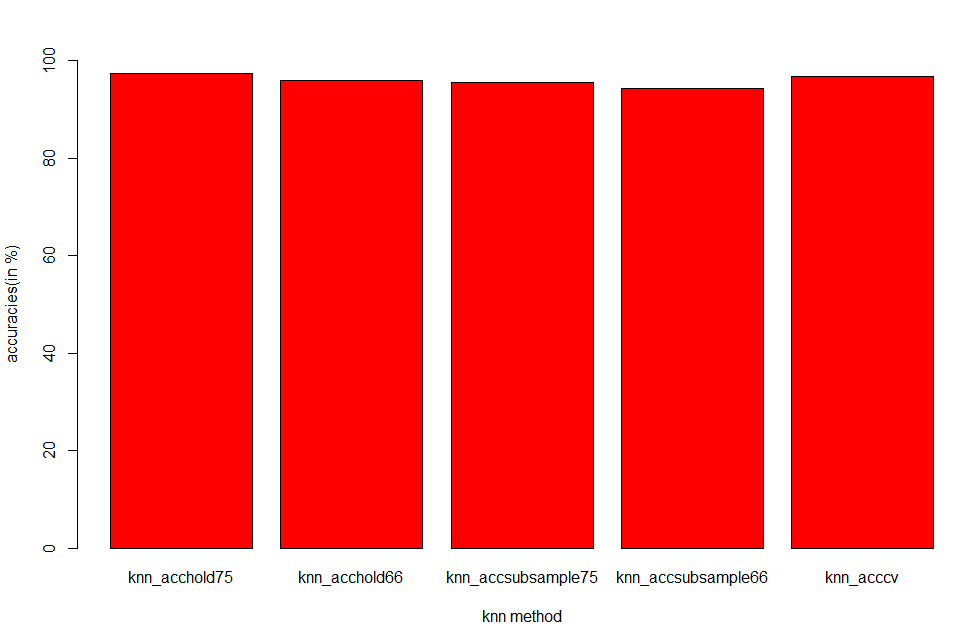 accuracies(in %)
100
80
60
40
20
0
knn_acchold75 knn_acchold66 knn_accsubsample75 knn_accsubsample66 knn_acccv
knn method